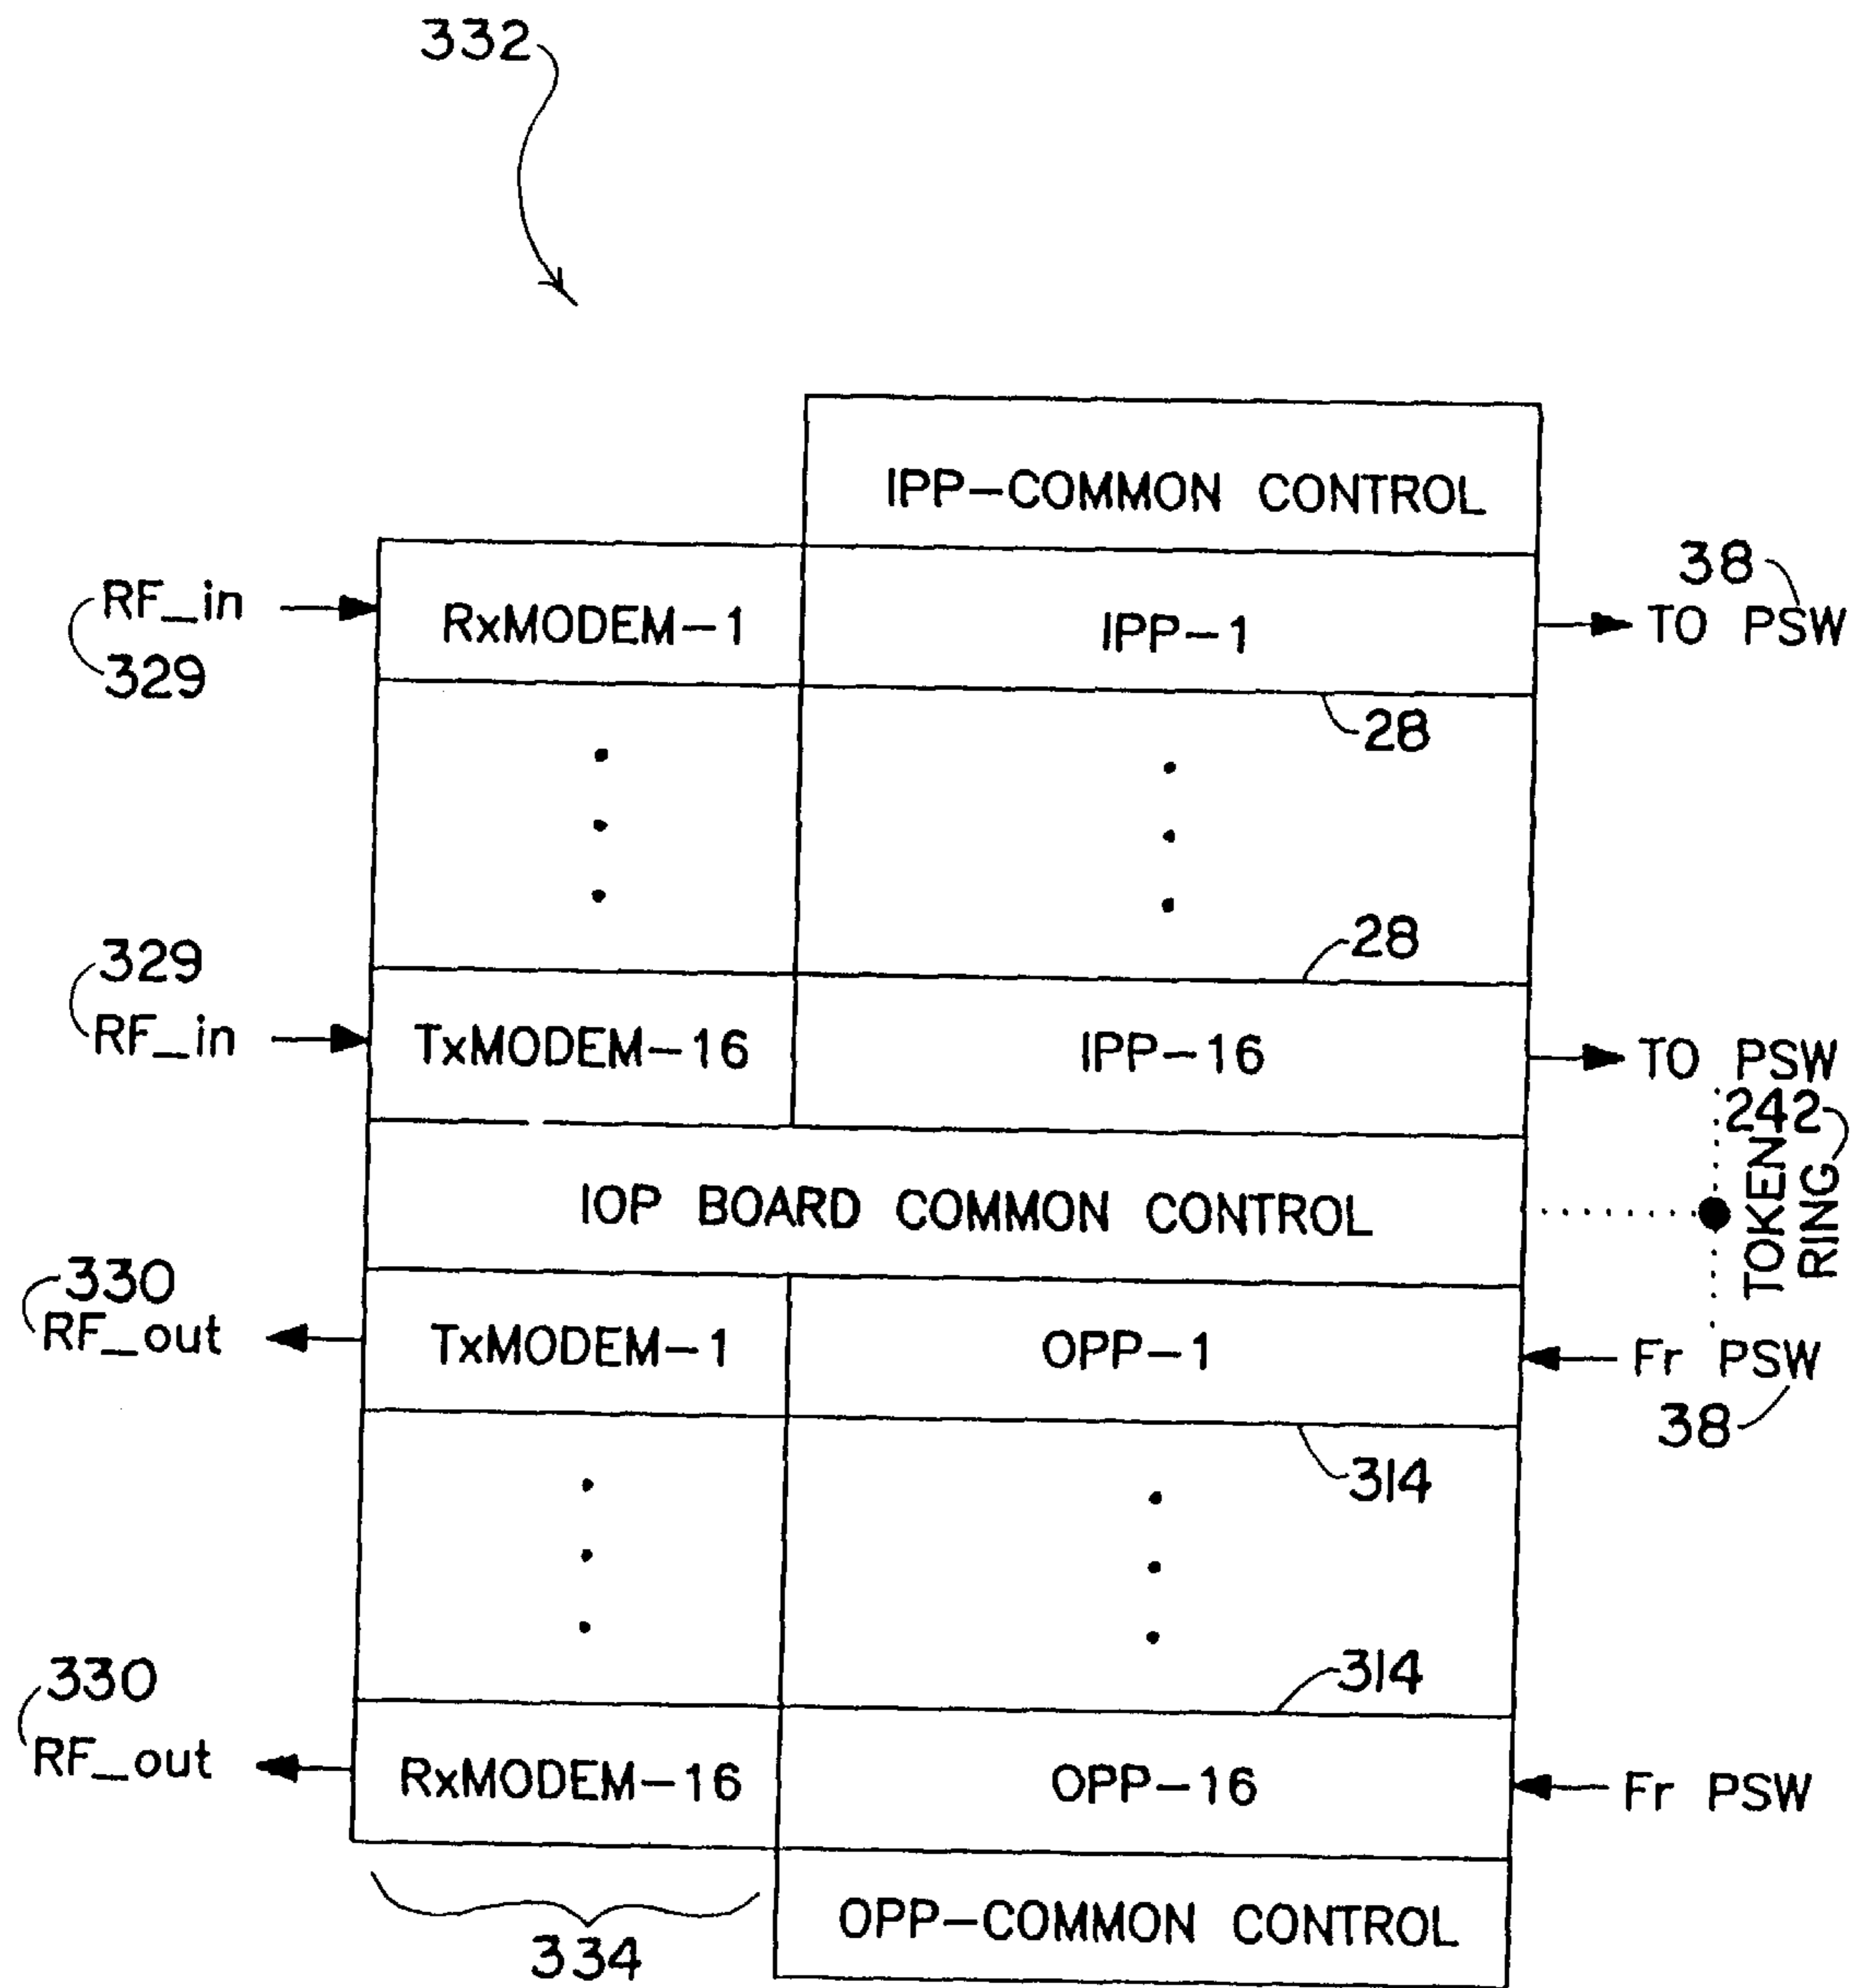 332
IPP-COMMON CONTROL
RF_in
329
RxMODEM-1
IPP-1
38
TO PSW
28
329
RF_in
TxMODEM-16
28
IPP-16
TO PSW
242
TOKEN
RING
IOP BOARD COMMON CONTROL
330
RF_out
TxMODEM-1
OPP-1
Fr PSW
38
314
330
RF_out
RxMODEM-16
314
OPP-16
Fr PSW
334
OPP-COMMON CONTROL